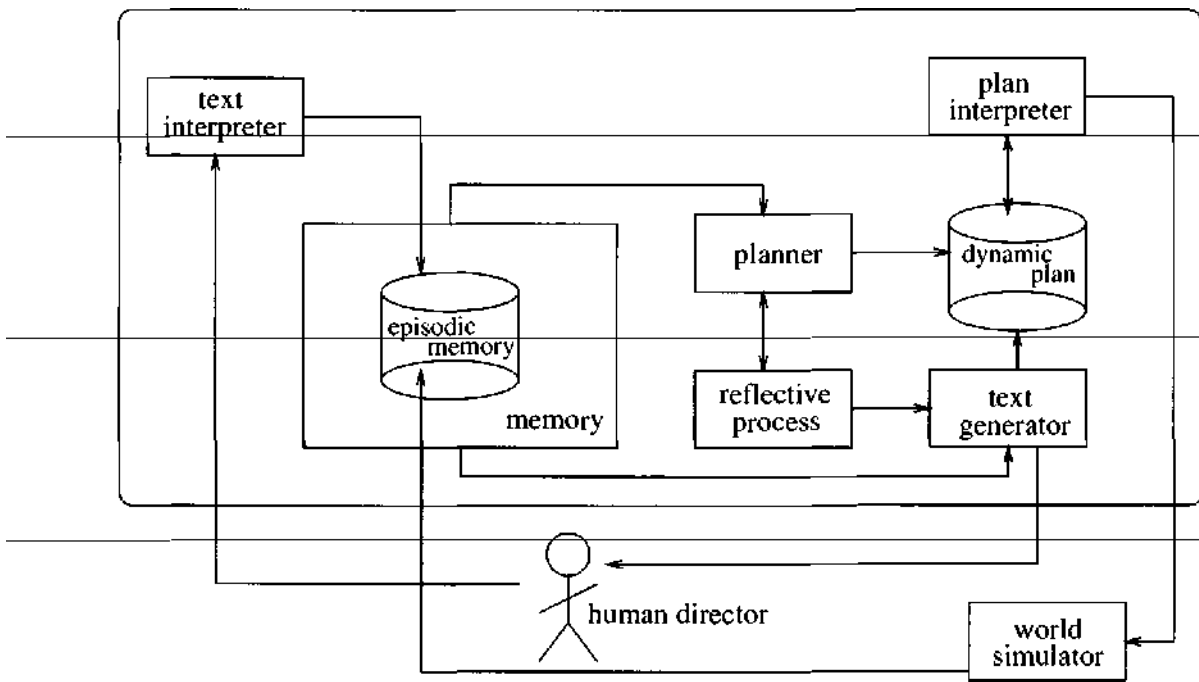 text
interpreter
plan
interpreter
planner
dynamic
plan
episodic
memory
memory
reflective
process
text
generator
human director
world
simulator